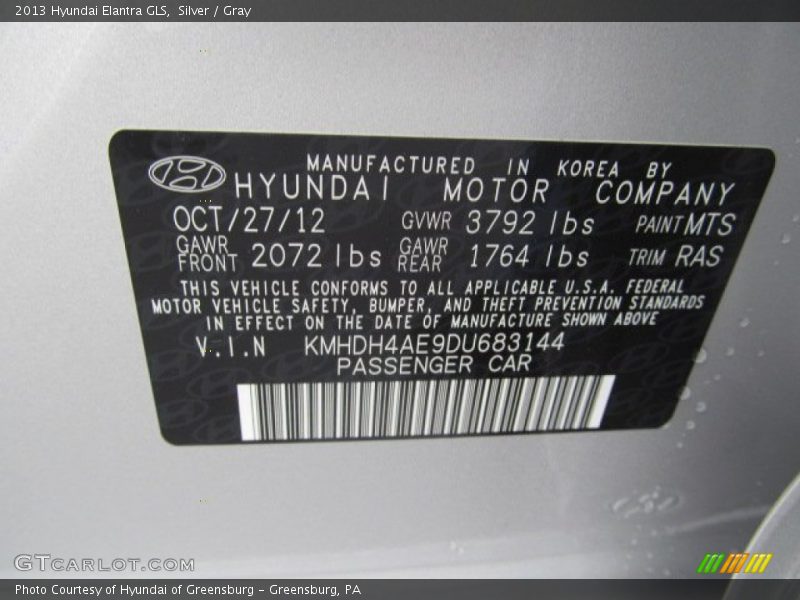 2013 Hyundai Elantra GLS, Silver / Gray
MANUFACTURED IN KOREA BY
HYUNDAI MOTOR COMPANY
OCT/27/12 GVWR 3792 lbs PAINT MTS
GAWR FRONT 2072 lbs GAWR REAR 1764 lbs TRIM RAS
THIS VEHICLE CONFORMS TO ALL APPLICABLE U.S.A. FEDERAL
MOTOR VEHICLE SAFETY, BUMPER, AND THEFT PREVENTION STANDARDS
IN EFFECT ON THE DATE OF MANUFACTURE SHOWN ABOVE
V.I.N KMHDH4AE9DU683144
PASSENGER CAR
GTCARLOT.COM
Photo Courtesy of Hyundai of Greensburg - Greensburg, PA